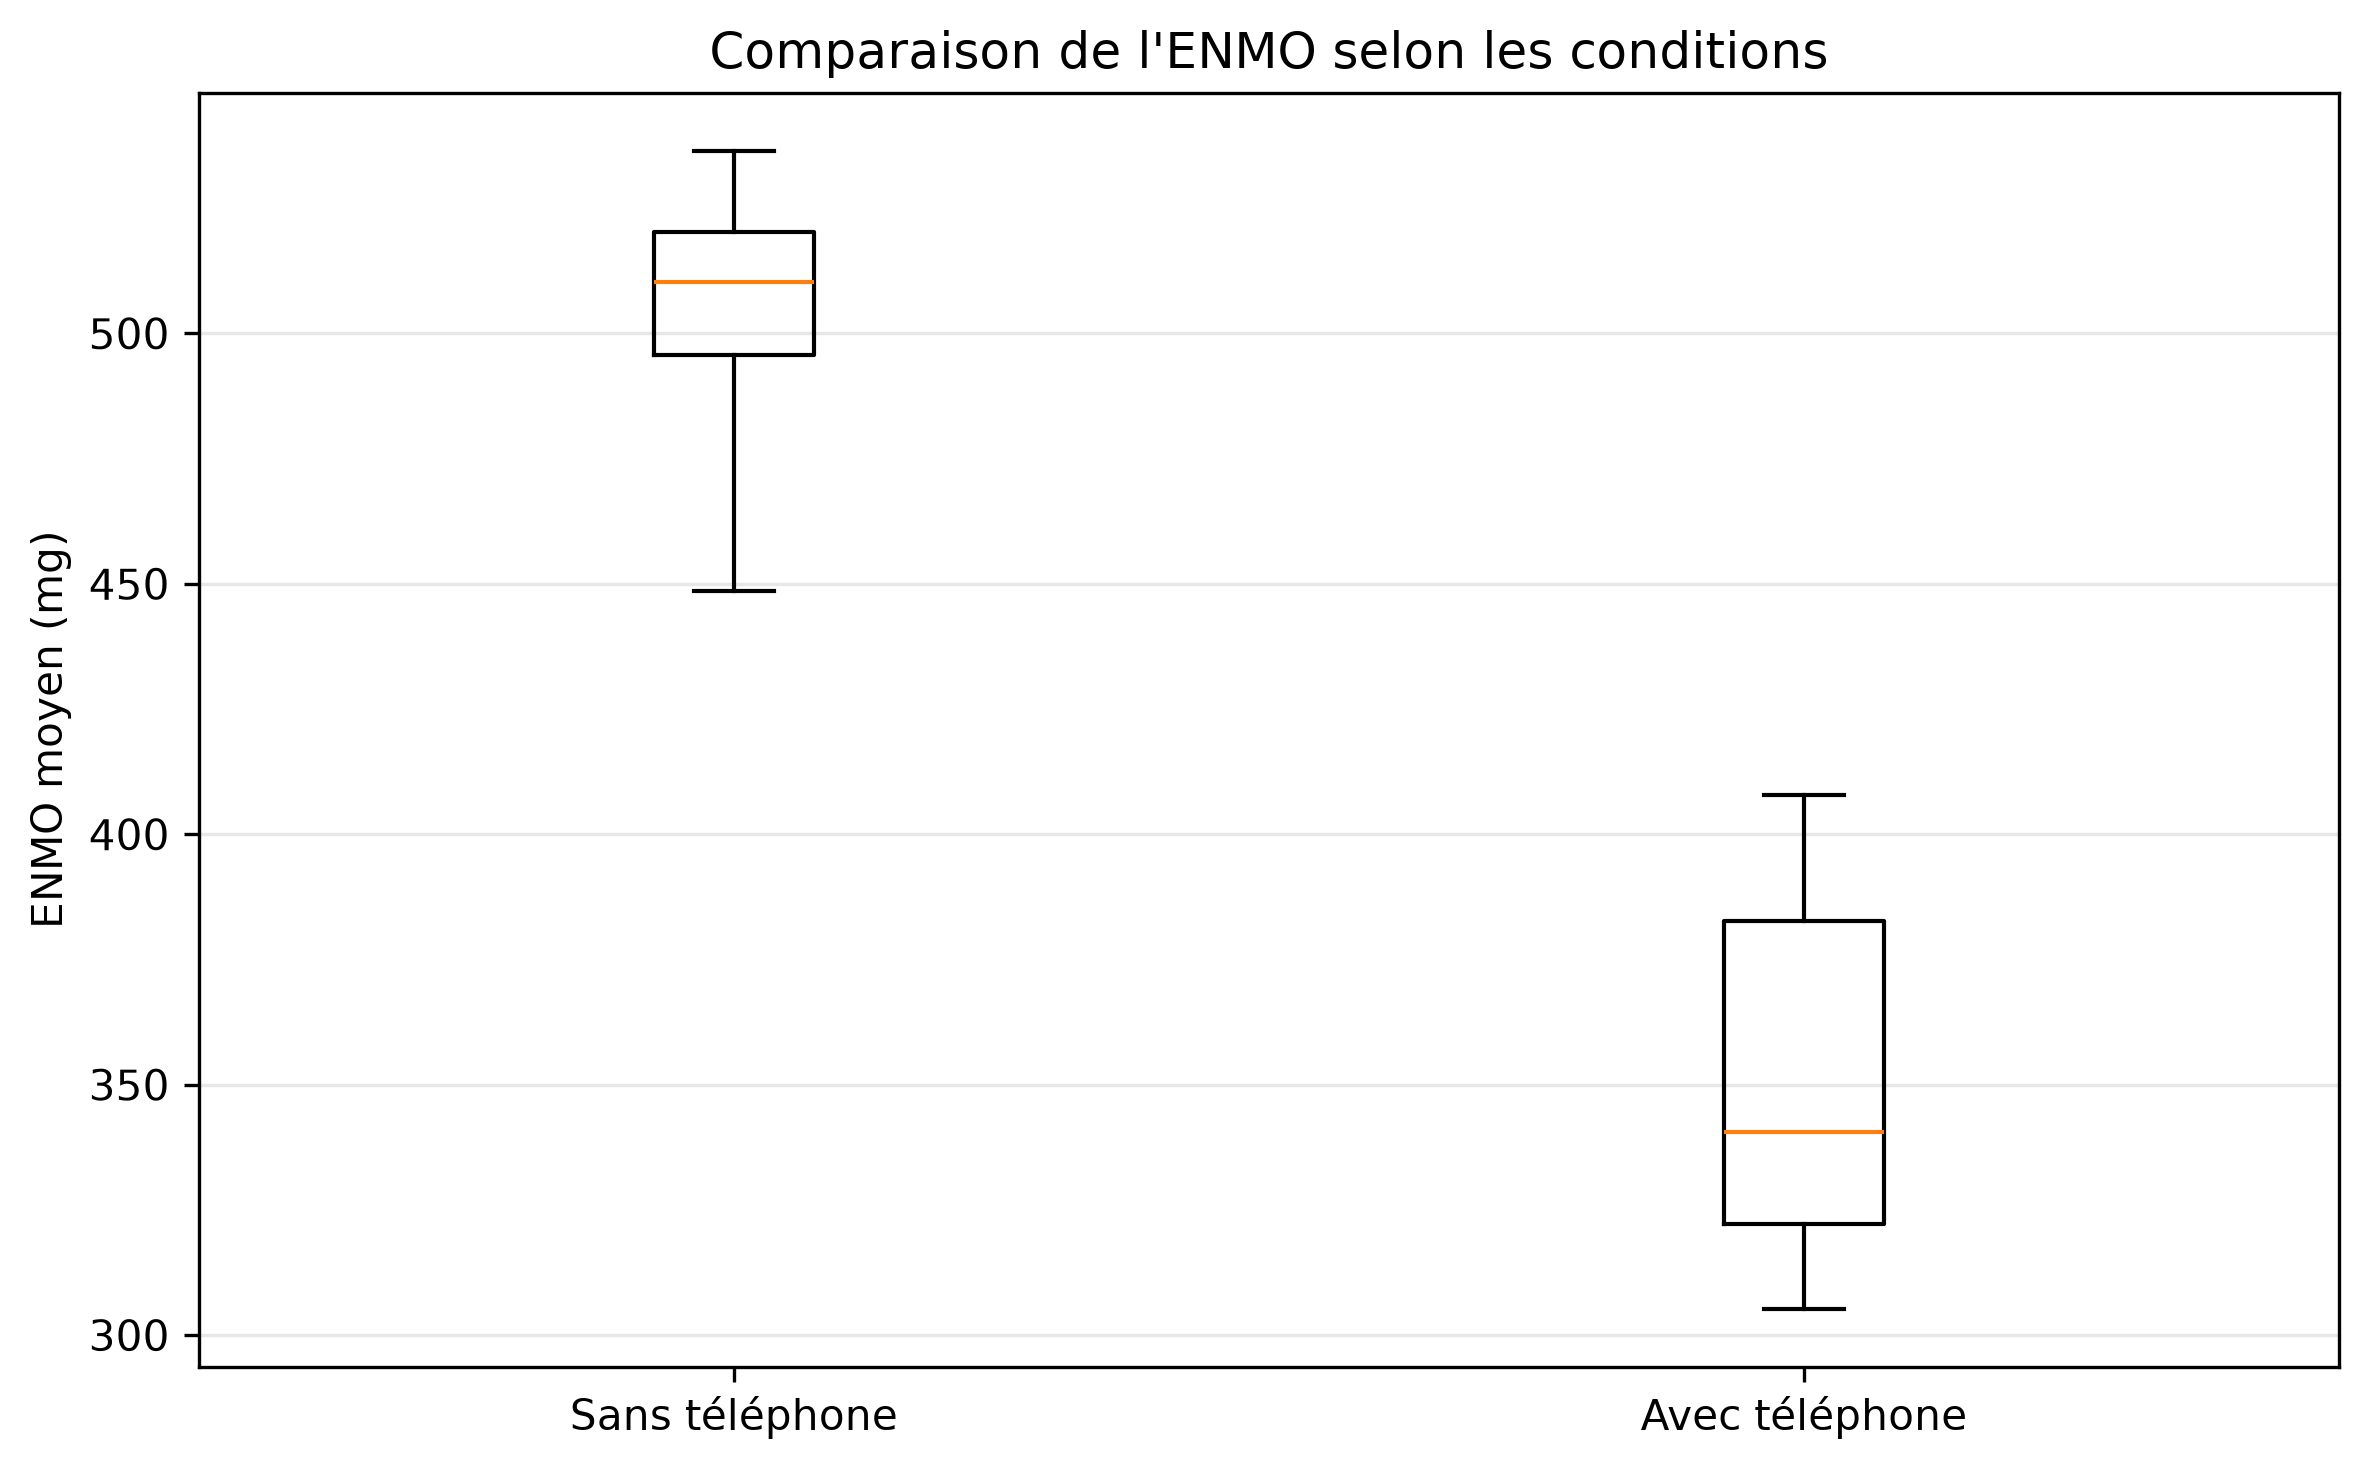 Comparaison de l'ENMO selon les conditions
ENMO moyen (mg)
500
450
400
350
300
Sans téléphone
Avec téléphone